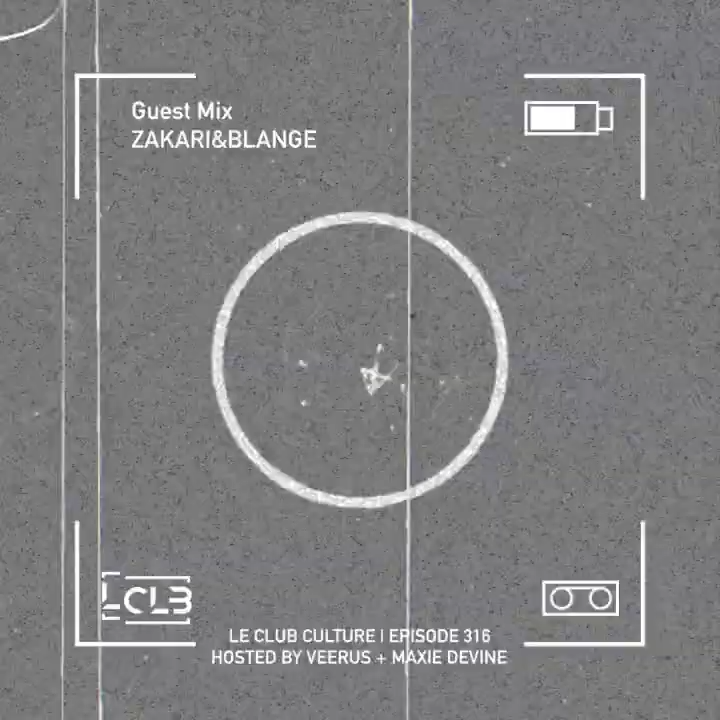 Guest Mix
ZAKARI&BLANGE
LCLB
LE CLUB CULTURE | EPISODE 316
HOSTED BY VEERUS + MAXIE DEVINE